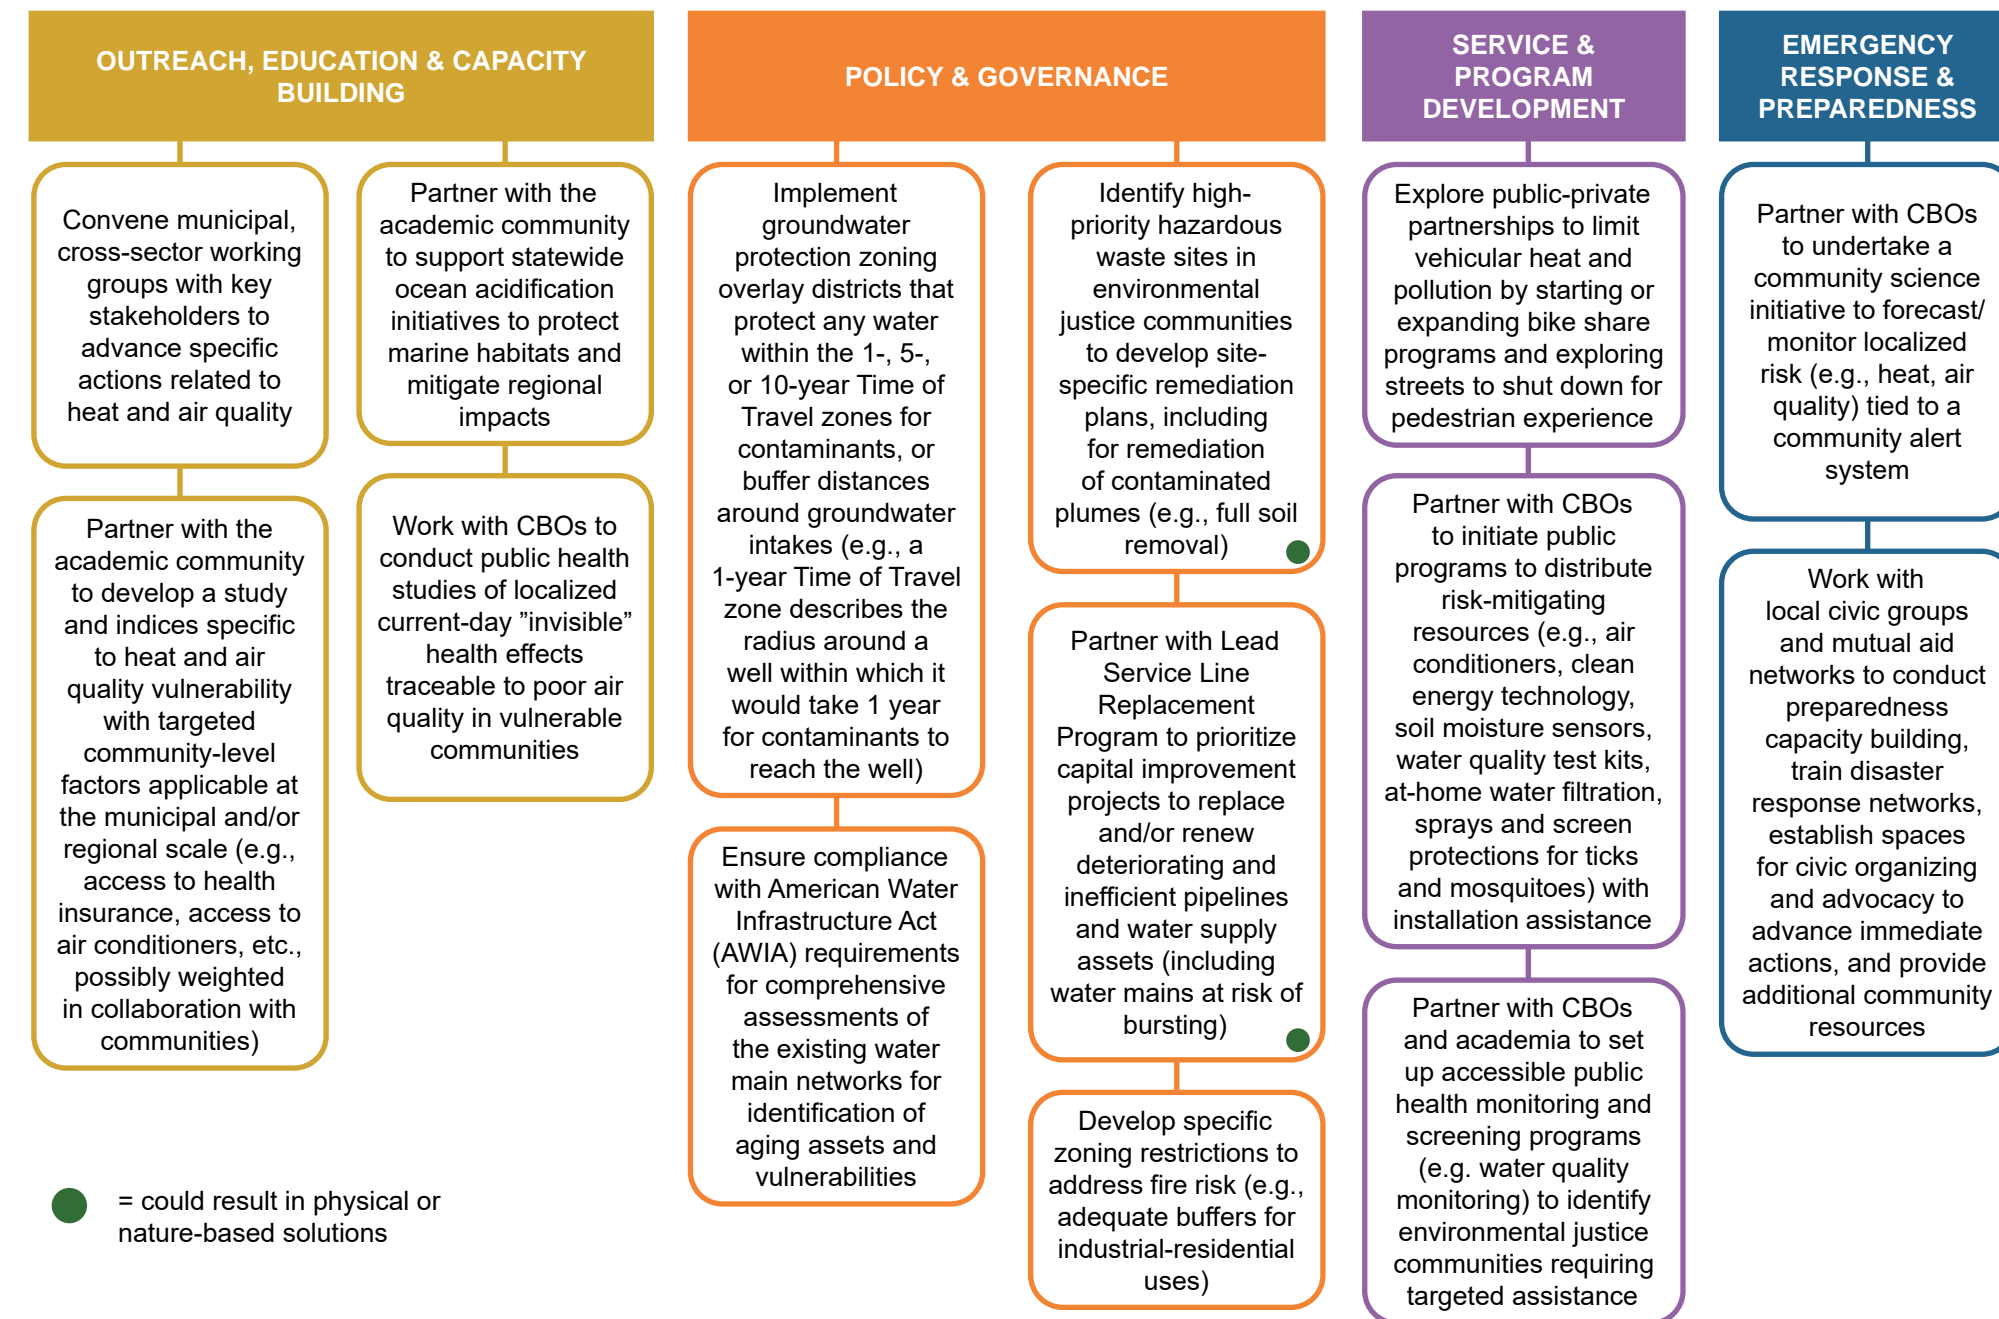 OUTREACH, EDUCATION & CAPACITY
BUILDING
Convene municipal,
cross-sector working
groups with key
stakeholders to
advance specific
actions related to
heat and air quality
Partner with the
academic community
to develop a study
and indices specific
to heat and air
quality vulnerability
with targeted
community-level
factors applicable at
the municipal and/or
regional scale (e.g.,
access to health
insurance, access to
air conditioners, etc.,
possibly weighted
in collaboration with
communities)
Partner with the
academic community
to support statewide
ocean acidification
initiatives to protect
marine habitats and
mitigate regional
impacts
Work with CBOs to
conduct public health
studies of localized
current-day ”invisible”
health effects
traceable to poor air
quality in vulnerable
communities
POLICY & GOVERNANCE
Implement
groundwater
protection zoning
overlay districts that
protect any water
within the 1-, 5-,
or 10-year Time of
Travel zones for
contaminants, or
buffer distances
around groundwater
intakes (e.g., a
1-year Time of Travel
zone describes the
radius around a
well within which it
would take 1 year
for contaminants to
reach the well)
Ensure compliance
with American Water
Infrastructure Act
(AWIA) requirements
for comprehensive
assessments of
the existing water
main networks for
identification of
aging assets and
vulnerabilities
Identify high-
priority hazardous
waste sites in
environmental
justice communities
to develop site-
specific remediation
plans, including
for remediation
of contaminated
plumes (e.g., full soil
removal)
Partner with Lead
Service Line
Replacement
Program to prioritize
capital improvement
projects to replace
and/or renew
deteriorating and
inefficient pipelines
and water supply
assets (including
water mains at risk of
bursting)
Develop specific
zoning restrictions to
address fire risk (e.g.,
adequate buffers for
industrial-residential
uses)
SERVICE &
PROGRAM
DEVELOPMENT
Explore public-private
partnerships to limit
vehicular heat and
pollution by starting or
expanding bike share
programs and exploring
streets to shut down for
pedestrian experience
Partner with CBOs
to initiate public
programs to distribute
risk-mitigating
resources (e.g., air
conditioners, clean
energy technology,
soil moisture sensors,
water quality test kits,
at-home water filtration,
sprays and screen
protections for ticks
and mosquitoes) with
installation assistance
Partner with CBOs
and academia to set
up accessible public
health monitoring and
screening programs
(e.g. water quality
monitoring) to identify
environmental justice
communities requiring
targeted assistance
EMERGENCY
RESPONSE &
PREPAREDNESS
Partner with CBOs
to undertake a
community science
initiative to forecast/
monitor localized
risk (e.g., heat, air
quality) tied to a
community alert
system
Work with
local civic groups
and mutual aid
networks to conduct
preparedness
capacity building,
train disaster
response networks,
establish spaces
for civic organizing
and advocacy to
advance immediate
actions, and provide
additional community
resources
= could result in physical or
nature-based solutions